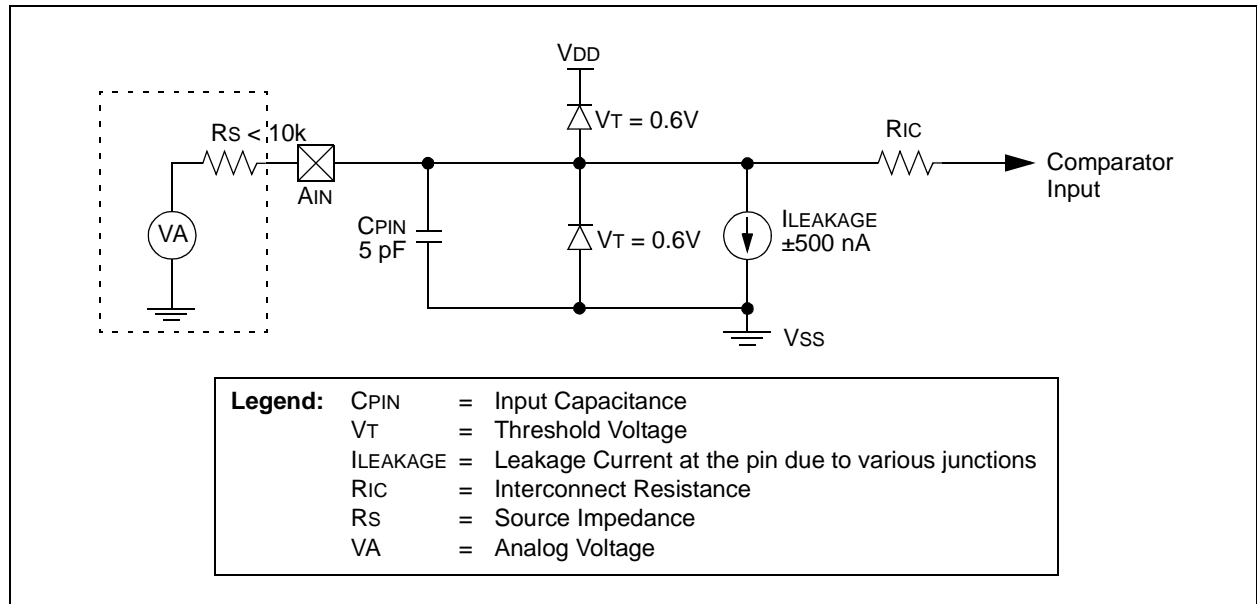 VDD
VT = 0.6V
RS < 10k
RIC
AIN
Comparator
Input
VA
CPIN
5 pF
VT = 0.6V
ILEAKAGE
±500 nA
VSS
Legend: CPIN = Input Capacitance
VT = Threshold Voltage
ILEAKAGE = Leakage Current at the pin due to various junctions
RIC = Interconnect Resistance
RS = Source Impedance
VA = Analog Voltage